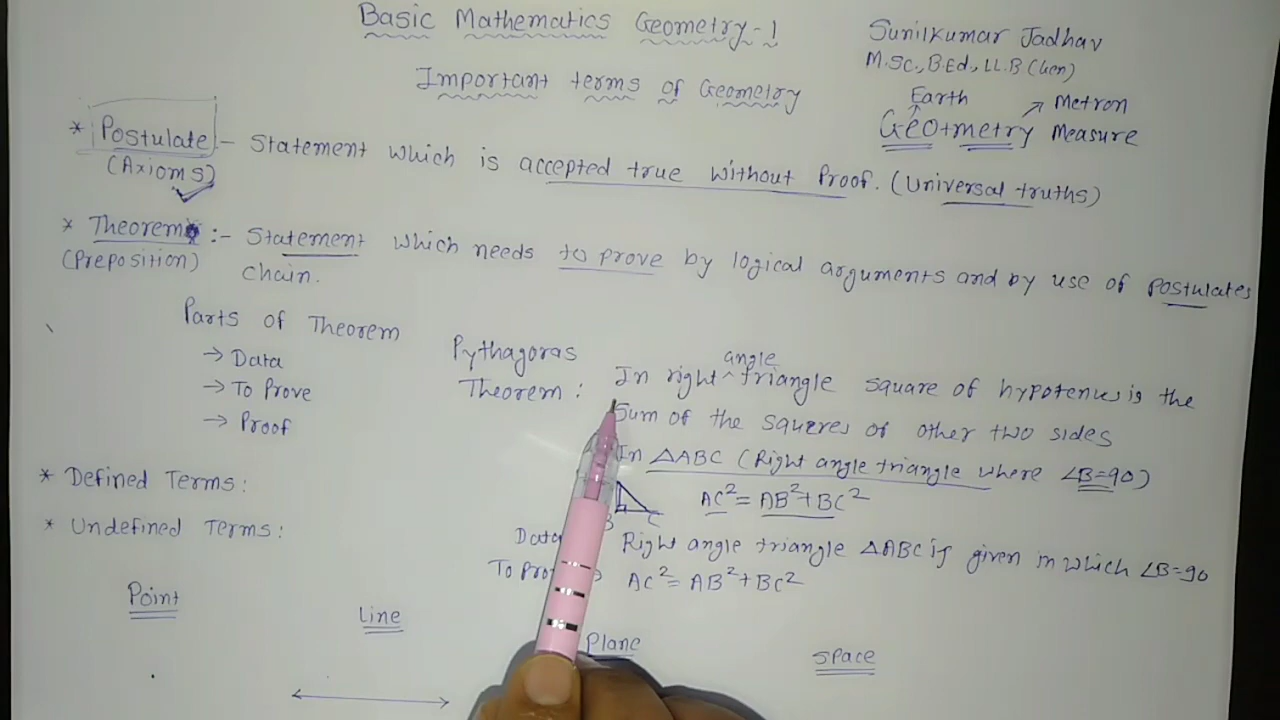 Basic Mathematics Geometry-1
Sunilkumar Jadhav
M.Sc., B.Ed., LL.B
Important terms of Geometry
Earth
Metron
Geo+metry Measure
* Postulate - Statement which is accepted true without Proof. (Universal truths)
(Axioms)
* Theorem :- Statement which needs to prove by logical arguments and by use of postulates
(Preposition) chain.
Parts of Theorem
→ Data
→ To Prove
→ Proof
Pythagoras
Theorem :
angle
In right ^ triangle square of hypotenus is the
Sum of the squares of other two sides
In △ABC (Right angle triangle where ∠B=90)
B C
AC² = AB² + BC²
Data Right angle triangle △ABC is given in which ∠B=90
To AC² = AB² + BC²
* Defined Terms :
* Undefined Terms :
Point
Line
Plane
Space